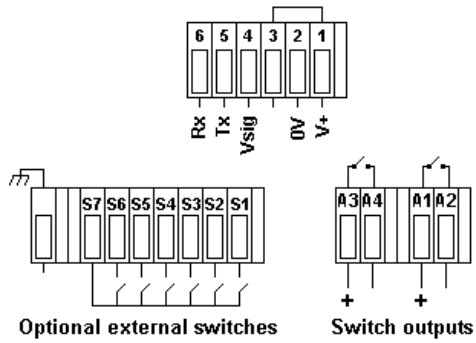 6 5 4 3 2 1
Rx Tx Vsig 0V V+
S7 S6 S5 S4 S3 S2 S1
A3 A4 A1 A2
+ +
Optional external switches
Switch outputs